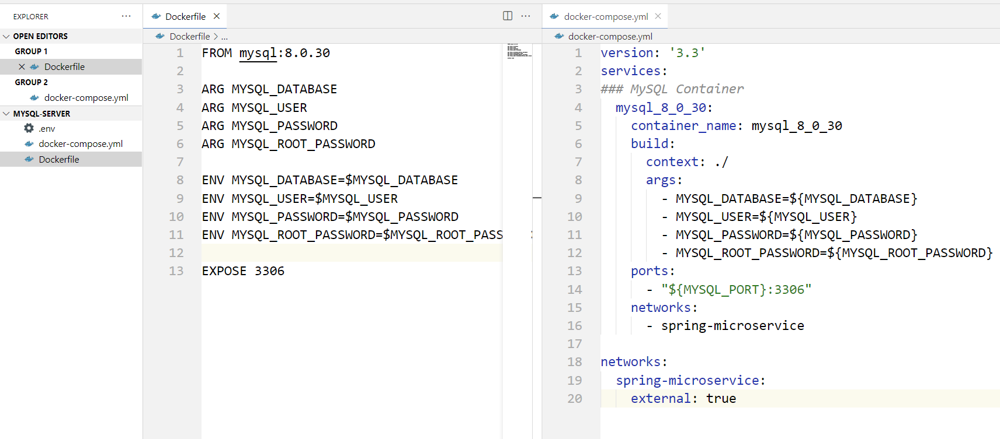 EXPLORER
OPEN EDITORS
GROUP 1
Dockerfile
GROUP 2
docker-compose.yml
MYSQL-SERVER
.env
docker-compose.yml
Dockerfile
Dockerfile
Dockerfile > ...
1 FROM mysql:8.0.30
2
3 ARG MYSQL_DATABASE
4 ARG MYSQL_USER
5 ARG MYSQL_PASSWORD
6 ARG MYSQL_ROOT_PASSWORD
7
8 ENV MYSQL_DATABASE=$MYSQL_DATABASE
9 ENV MYSQL_USER=$MYSQL_USER
10 ENV MYSQL_PASSWORD=$MYSQL_PASSWORD
11 ENV MYSQL_ROOT_PASSWORD=$MYSQL_ROOT_PASS
12
13 EXPOSE 3306
docker-compose.yml
docker-compose.yml
1 version: '3.3'
2 services:
3 ### MySQL Container
4   mysql_8_0_30:
5     container_name: mysql_8_0_30
6     build:
7       context: ./
8       args:
9         - MYSQL_DATABASE=${MYSQL_DATABASE}
10         - MYSQL_USER=${MYSQL_USER}
11         - MYSQL_PASSWORD=${MYSQL_PASSWORD}
12         - MYSQL_ROOT_PASSWORD=${MYSQL_ROOT_PASSWORD}
13     ports:
14       - "${MYSQL_PORT}:3306"
15     networks:
16       - spring-microservice
17
18 networks:
19   spring-microservice:
20     external: true